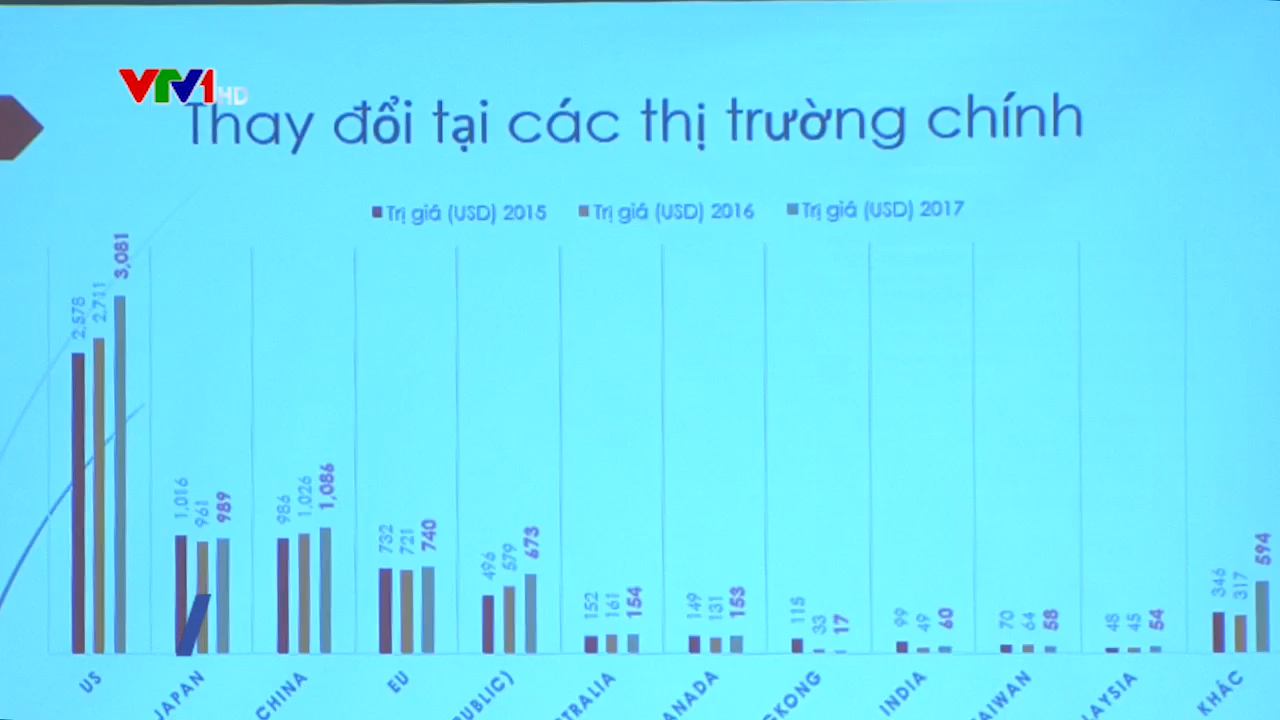 VTV1 HD
Thay đổi tại các thị trường chính
Trị giá (USD) 2015 Trị giá (USD) 2016 Trị giá (USD) 2017
2,578 2,711 3,081
1,016 961 989
986 1,026 1,086
732 721 740
496 579 673
152 161 154
149 131 153
115 33 17
99 49 60
70 64 58
48 45 54
346 317 594
US
JAPAN
CHINA
EU
PUBLIC)
TRALIA
ANADA
GKONG
INDIA
AIWAN
LAYSIA
KHÁC